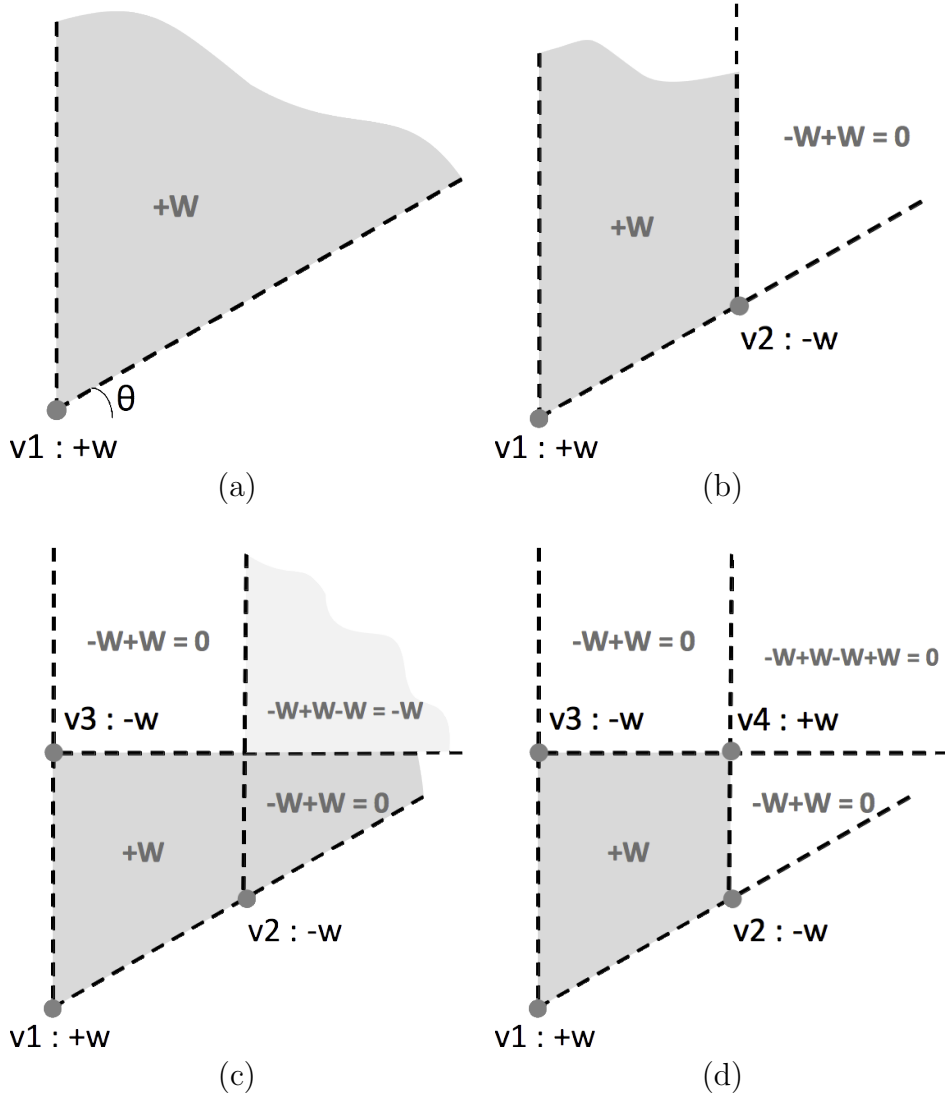 +W
θ
v1 : +w
(a)
-W+W = 0
+W
v2 : -w
v1 : +w
(b)
-W+W = 0
v3 : -w
-W+W-W = -W
-W+W = 0
+W
v2 : -w
v1 : +w
(c)
-W+W = 0
-W+W-W+W = 0
v3 : -w
v4 : +w
-W+W = 0
+W
v2 : -w
v1 : +w
(d)